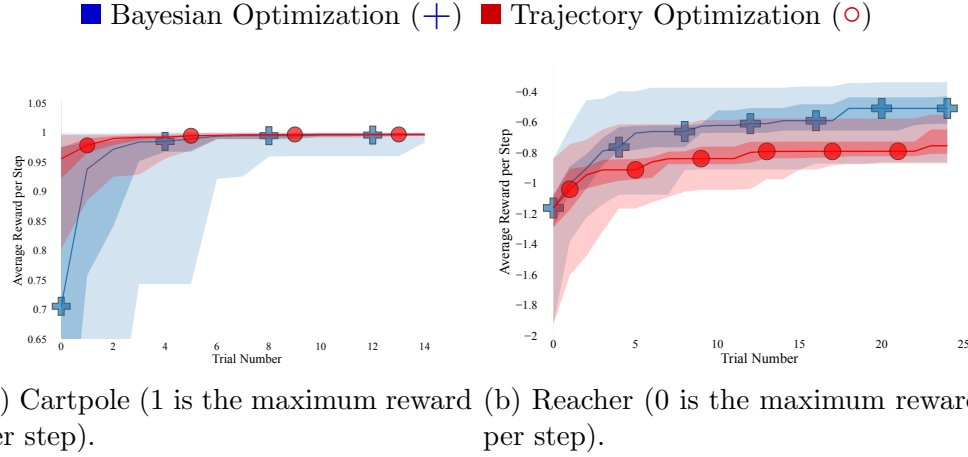 Bayesian Optimization (+) Trajectory Optimization (○)
Average Reward per Step
1.05
1
0.95
0.9
0.85
0.8
0.75
0.7
0.65
0 2 4 6 8 10 12 14
Trial Number
Average Reward per Step
−0.4
−0.6
−0.8
−1
−1.2
−1.4
−1.6
−1.8
−2
0 5 10 15 20 25
Trial Number
) Cartpole (1 is the maximum reward
er step).
(b) Reacher (0 is the maximum rewar
per step).